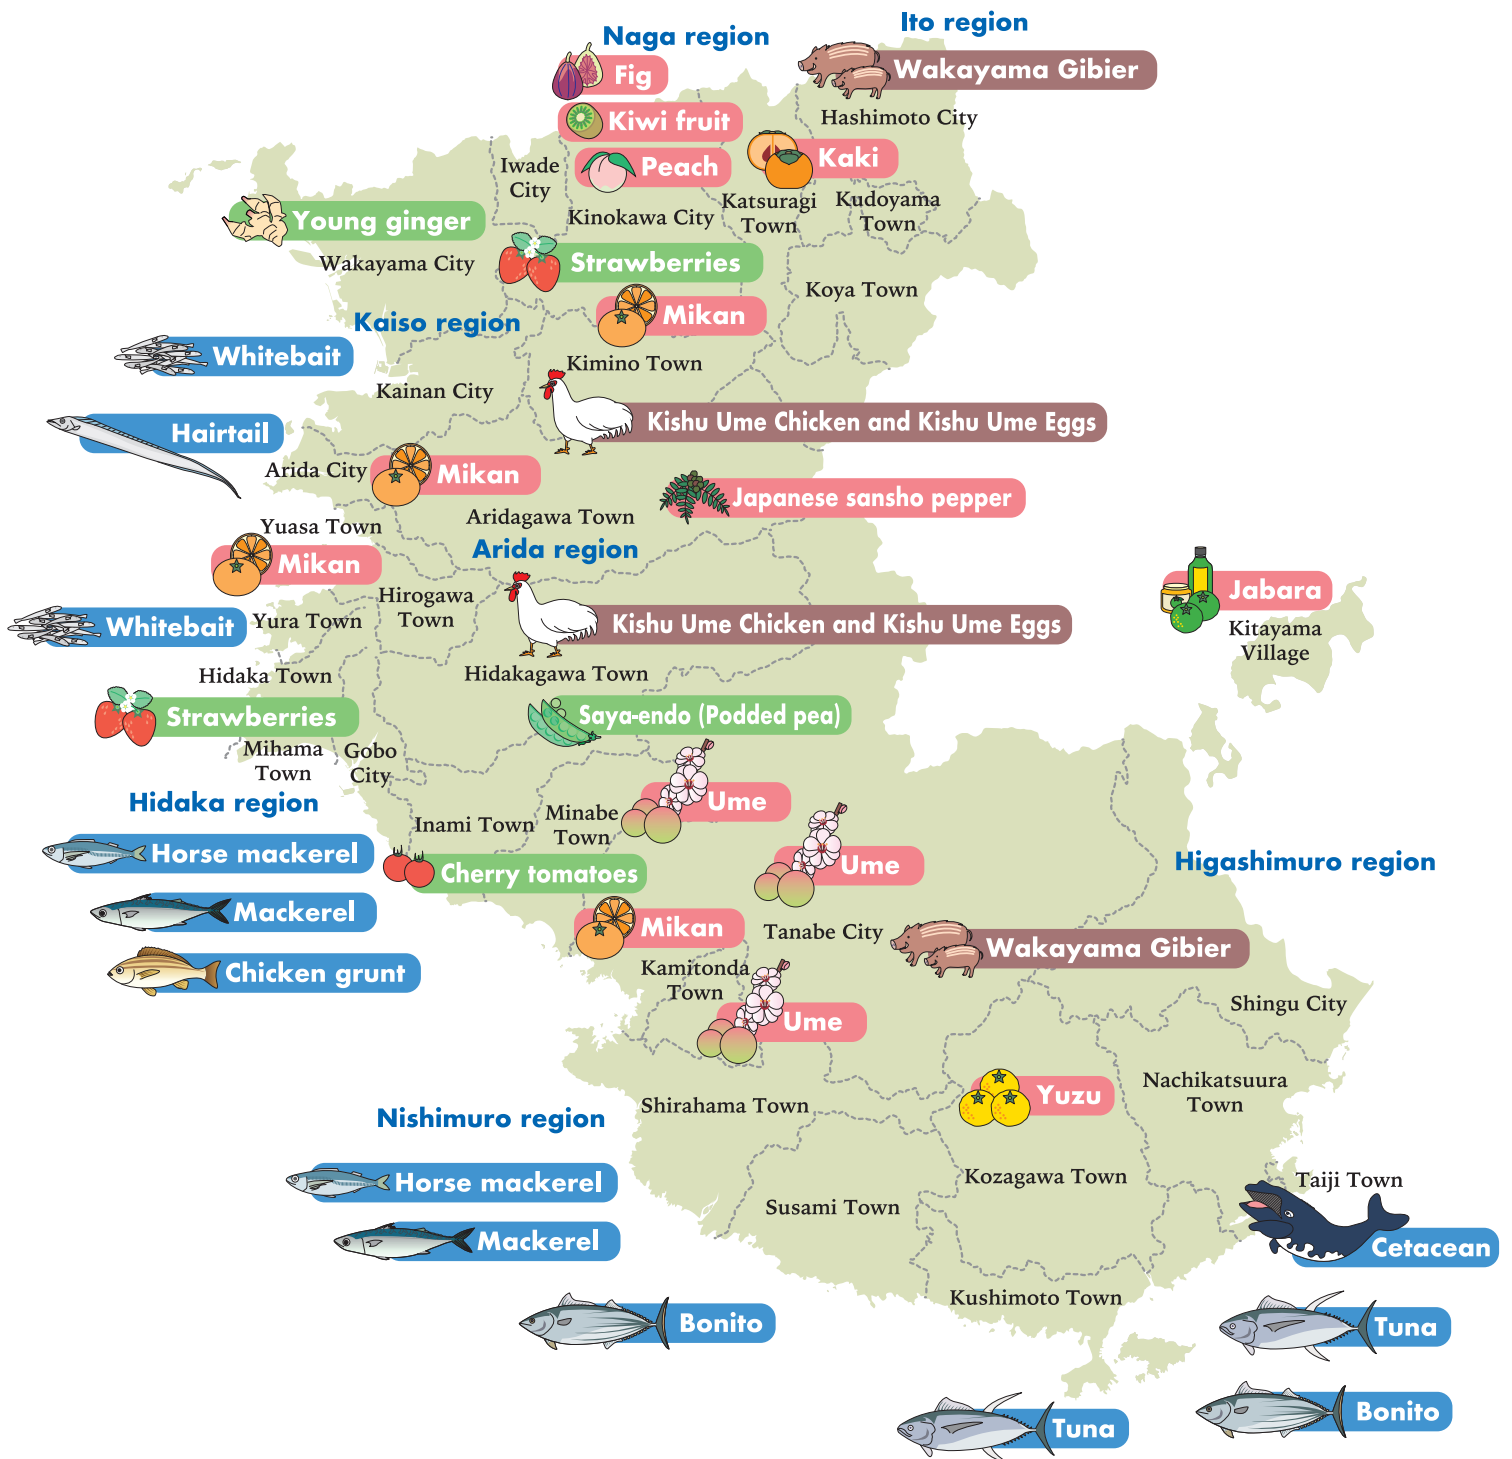 Ito region
Naga region
Wakayama Gibier
Fig
Hashimoto City
Kiwi fruit
Kaki
Peach
Iwade
City
Katsuragi
Town
Kudoyama
Town
Kinokawa City
Young ginger
Wakayama City
Strawberries
Koya Town
Mikan
Kaiso region
Whitebait
Kimino Town
Kainan City
Kishu Ume Chicken and Kishu Ume Eggs
Hairtail
Arida City
Mikan
Japanese sansho pepper
Aridagawa Town
Yuasa Town
Arida region
Mikan
Jabara
Hirogawa
Town
Whitebait
Yura Town
Kishu Ume Chicken and Kishu Ume Eggs
Kitayama
Village
Hidaka Town
Hidakagawa Town
Strawberries
Saya-endo (Podded pea)
Mihama
Town
Gobo
City
Hidaka region
Ume
Inami Town
Minabe
Town
Horse mackerel
Cherry tomatoes
Ume
Higashimuro region
Mackerel
Mikan
Tanabe City
Wakayama Gibier
Chicken grunt
Kamitonda
Town
Shingu City
Ume
Nachikatsuura
Town
Yuzu
Shirahama Town
Nishimuro region
Kozagawa Town
Taiji Town
Horse mackerel
Susami Town
Mackerel
Cetacean
Kushimoto Town
Bonito
Tuna
Bonito
Tuna